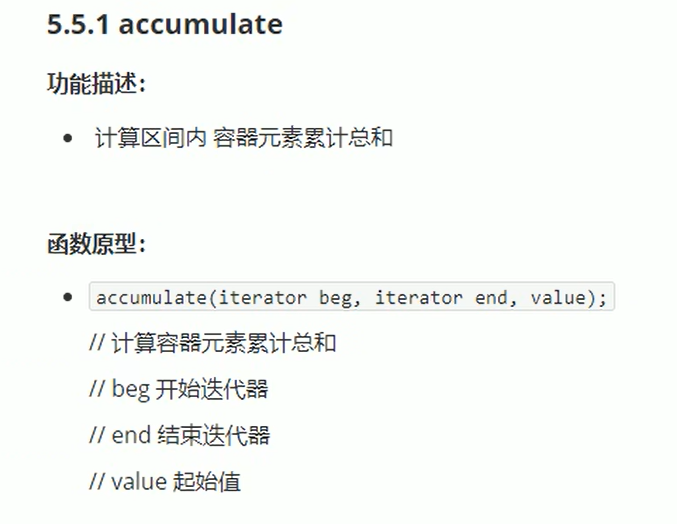 5.5.1 accumulate
功能描述：
计算区间内 容器元素累计总和
函数原型：
accumulate(iterator beg, iterator end, value);
// 计算容器元素累计总和
// beg 开始迭代器
// end 结束迭代器
// value 起始值